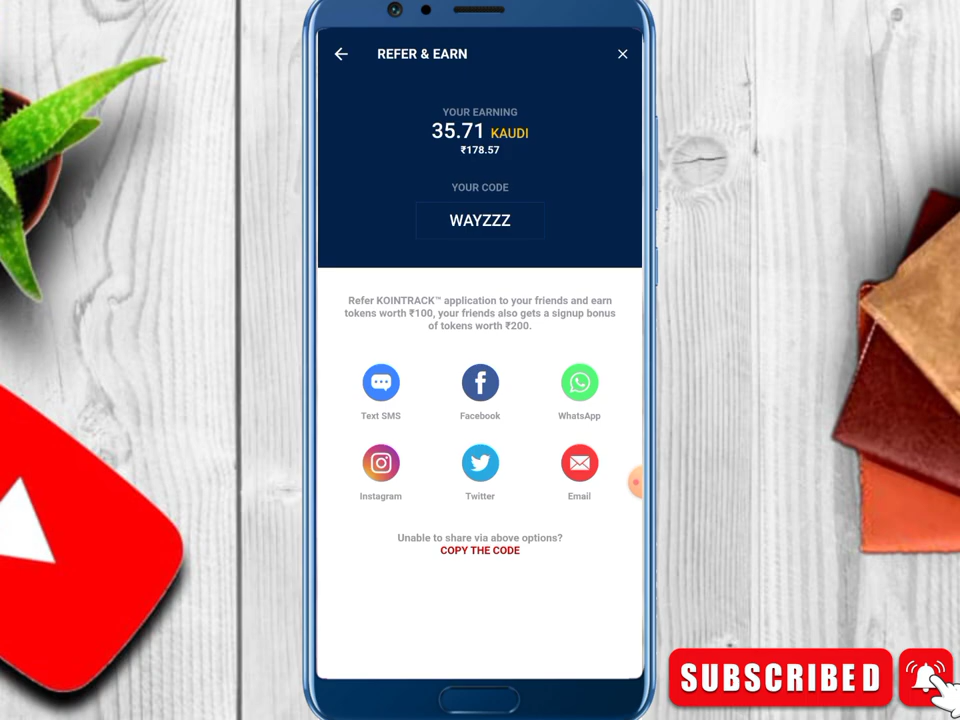 REFER & EARN
YOUR EARNING
35.71 KAUDI
₹178.57
YOUR CODE
WAYZZZ
Refer KOINTRACK™ application to your friends and earn
tokens worth ₹100, your friends also gets a signup bonus
of tokens worth ₹200.
Text SMS
Facebook
WhatsApp
Instagram
Twitter
Email
Unable to share via above options?
COPY THE CODE
SUBSCRIBED